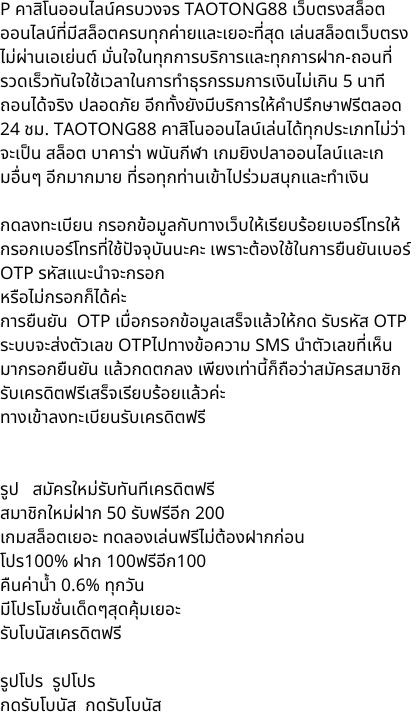 P คาสิโนออนไลน์ครบวงจร TAOTONG88 เว็บตรงสล็อต
ออนไลน์ที่มีสล็อตครบทุกค่ายและเยอะที่สุด เล่นสล็อตเว็บตรง
ไม่ผ่านเอเย่นต์ มั่นใจในทุกการบริการและทุกการฝาก-ถอนที่
รวดเร็วทันใจใช้เวลาในการทำธุรกรรมการเงินไม่เกิน 5 นาที
ถอนได้จริง ปลอดภัย อีกทั้งยังมีบริการให้คำปรึกษาฟรีตลอด
24 ชม. TAOTONG88 คาสิโนออนไลน์เล่นได้ทุกประเภทไม่ว่า
จะเป็น สล็อต บาคาร่า พนันกีฬา เกมยิงปลาออนไลน์และเก
มอื่นๆ อีกมากมาย ที่รอทุกท่านเข้าไปร่วมสนุกและทำเงิน
กดลงทะเบียน กรอกข้อมูลกับทางเว็บให้เรียบร้อยเบอร์โทรให้
กรอกเบอร์โทรที่ใช้ปัจจุบันนะคะ เพราะต้องใช้ในการยืนยันเบอร์
OTP รหัสแนะนำจะกรอก
หรือไม่กรอกก็ได้ค่ะ
การยืนยัน  OTP เมื่อกรอกข้อมูลเสร็จแล้วให้กด รับรหัส OTP
ระบบจะส่งตัวเลข OTPไปทางข้อความ SMS นำตัวเลขที่เห็น
มากรอกยืนยัน แล้วกดตกลง เพียงเท่านี้ก็ถือว่าสมัครสมาชิก
รับเครดิตฟรีเสร็จเรียบร้อยแล้วค่ะ
ทางเข้าลงทะเบียนรับเครดิตฟรี
รูป   สมัครใหม่รับทันทีเครดิตฟรี
สมาชิกใหม่ฝาก 50 รับฟรีอีก 200
เกมสล็อตเยอะ ทดลองเล่นฟรีไม่ต้องฝากก่อน
โปร100% ฝาก 100ฟรีอีก100
คืนค่าน้ำ 0.6% ทุกวัน
มีโปรโมชั่นเด็ดๆสุดคุ้มเยอะ
รับโบนัสเครดิตฟรี
รูปโปร  รูปโปร
กดรับโบนัส  กดรับโบนัส